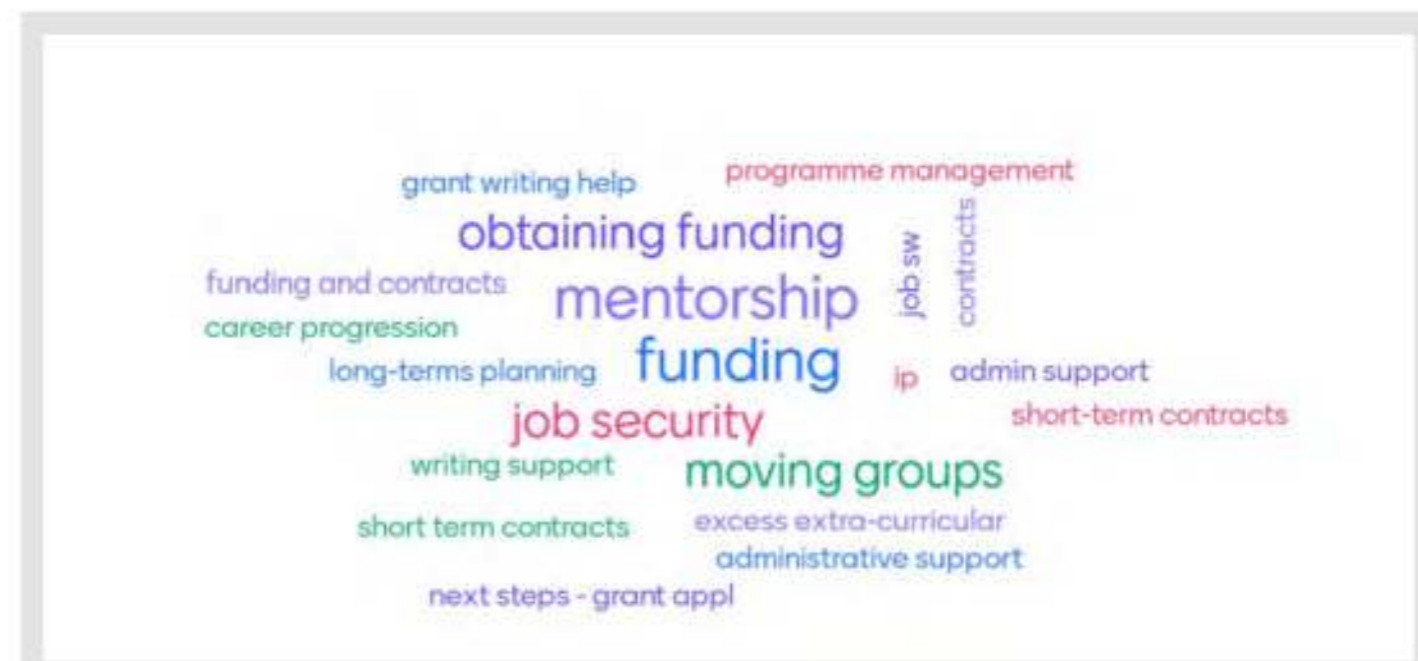 programme management
grant writing help
contracts
obtaining funding
job sw
funding and contracts
mentorship
career progression
funding
long-terms planning
ip
admin support
short-term contracts
job security
writing support
moving groups
short term contracts
excess extra-curricular
administrative support
next steps - grant appl